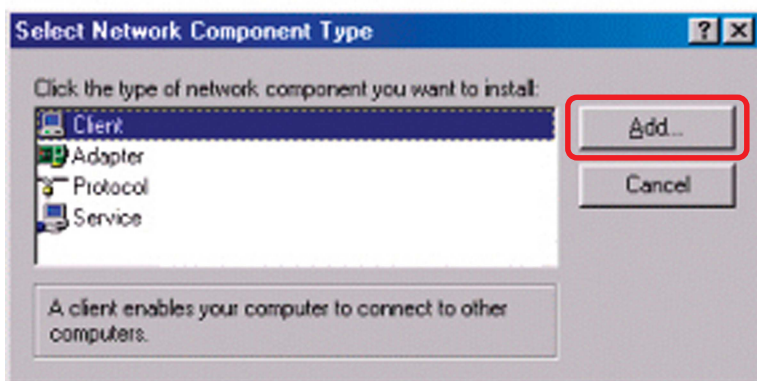 Select Network Component Type
Click the type of network component you want to install:
Client
Adapter
Protocol
Service
Add...
Cancel
A client enables your computer to connect to other
computers.